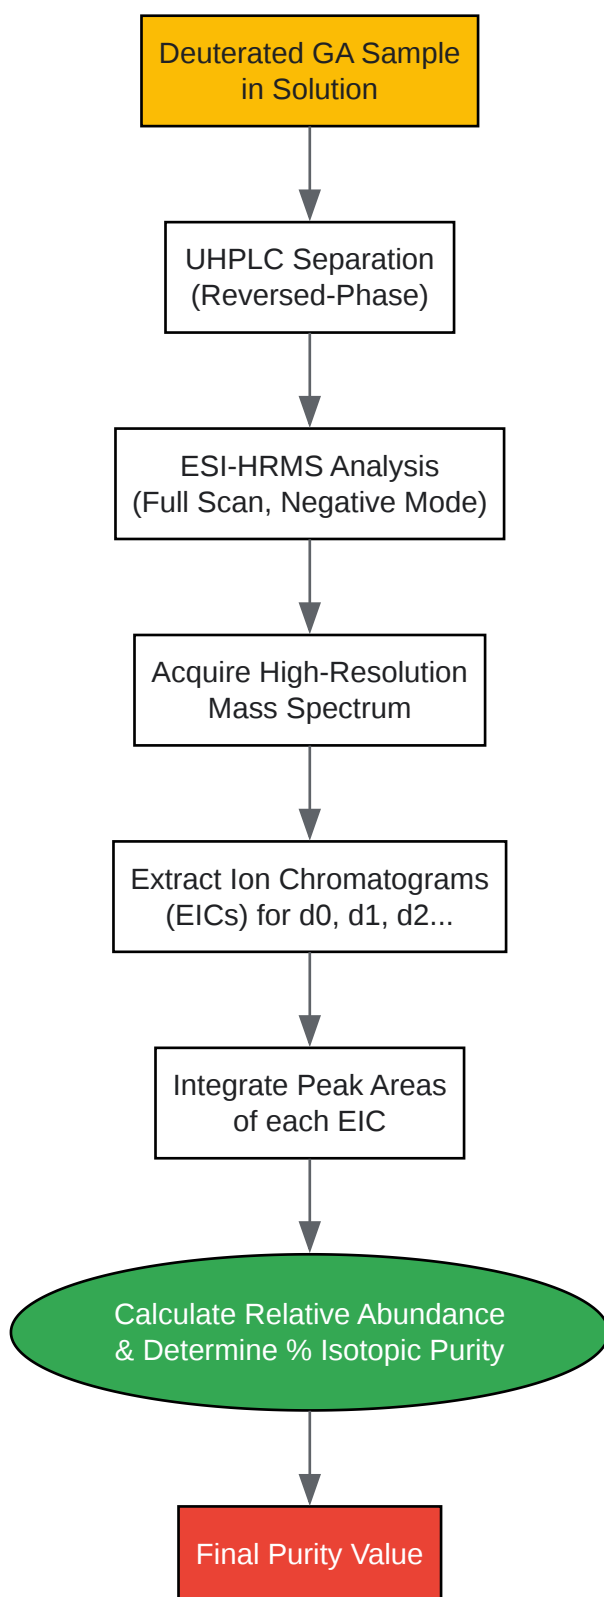 Deuterated GA Sample
in Solution
UHPLC Separation
(Reversed-Phase)
ESI-HRMS Analysis
(Full Scan, Negative Mode)
Acquire High-Resolution
Mass Spectrum
Extract Ion Chromatograms
(EICs) for d0, d1, d2...
Integrate Peak Areas
of each EIC
Calculate Relative Abundance
& Determine % Isotopic Purity
Final Purity Value